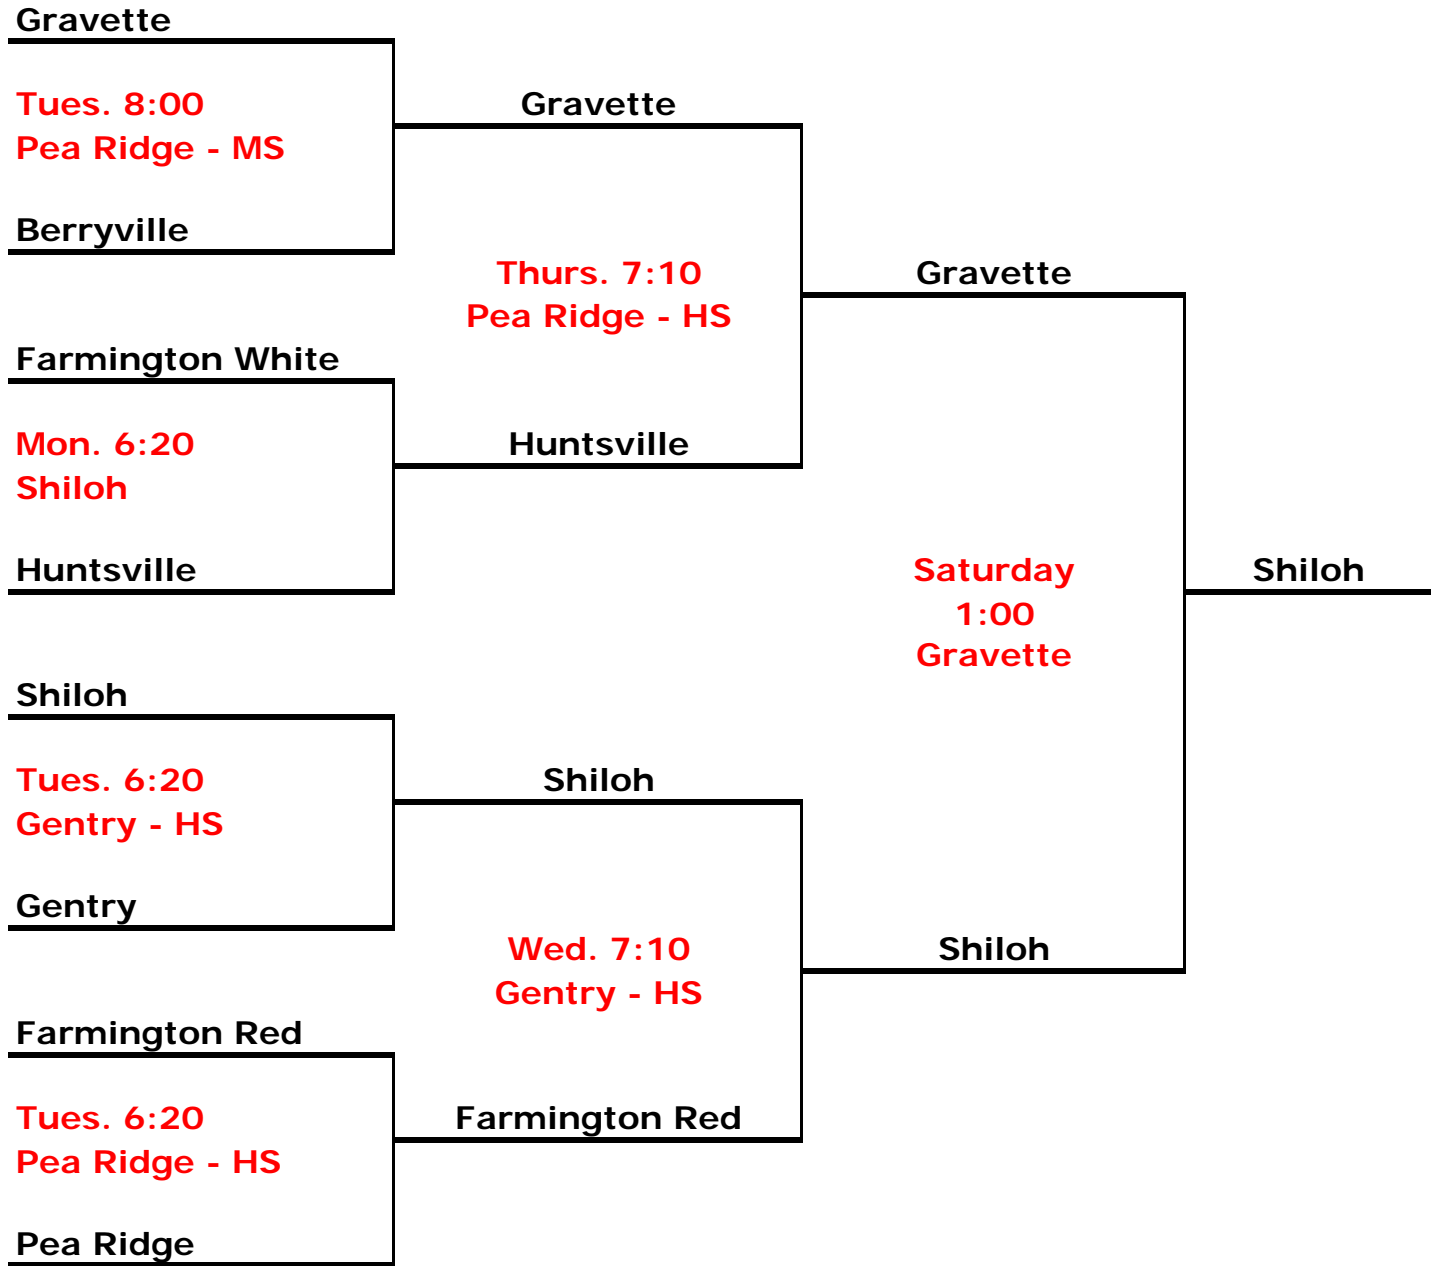 Gravette
Tues. 8:00
Pea Ridge - MS
Berryville
Farmington White
Mon. 6:20
Shiloh
Huntsville
Shiloh
Tues. 6:20
Gentry - HS
Gentry
Farmington Red
Tues. 6:20
Pea Ridge - HS
Pea Ridge
Gravette
Thurs. 7:10
Pea Ridge - HS
Huntsville
Shiloh
Wed. 7:10
Gentry - HS
Farmington Red
Gravette
Saturday
1:00
Gravette
Shiloh
Shiloh